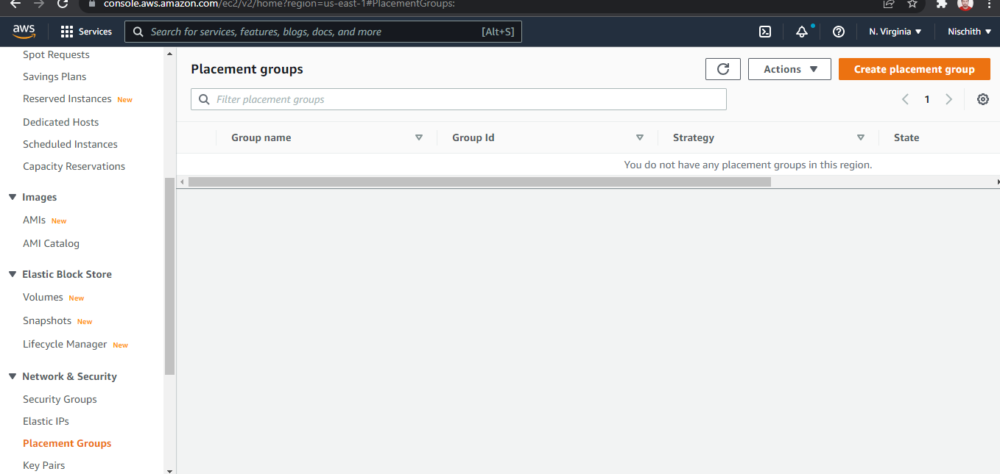 console.aws.amazon.com/ec2/v2/home?region=us-east-1#PlacementGroups:
aws
Services
Search for services, features, blogs, docs, and more [Alt+S]
N. Virginia
Nischith
Spot Requests
Savings Plans
Reserved Instances New
Dedicated Hosts
Scheduled Instances
Capacity Reservations
Images
AMIs New
AMI Catalog
Elastic Block Store
Volumes New
Snapshots New
Lifecycle Manager New
Network & Security
Security Groups
Elastic IPs
Placement Groups
Key Pairs
Placement groups
Actions
Create placement group
Filter placement groups
1
Group name Group Id Strategy State
You do not have any placement groups in this region.